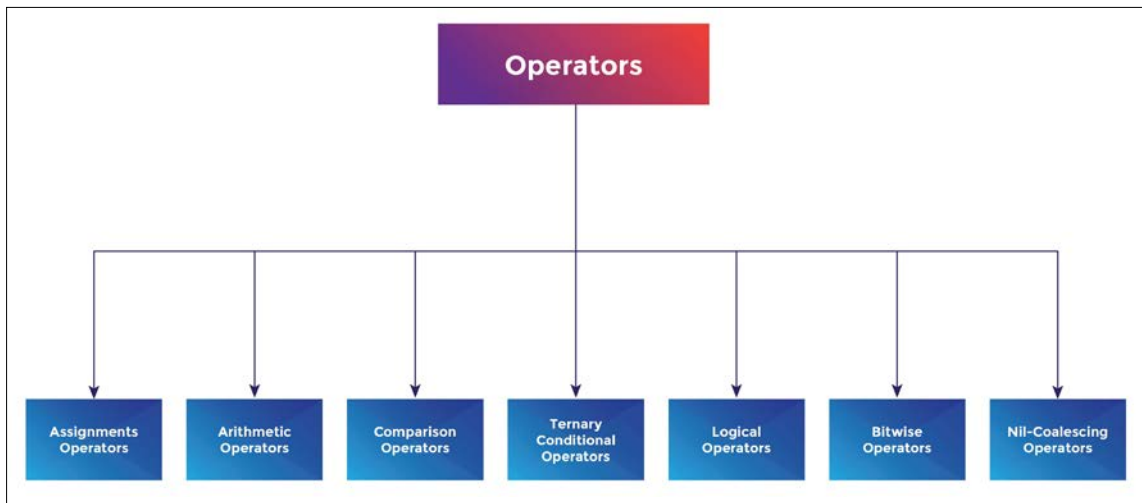 Operators
Assignments
Operators
Arithmetic
Operators
Comparison
Operators
Ternary
Conditional
Operators
Logical
Operators
Bitwise
Operators
Nil-Coalescing
Operators